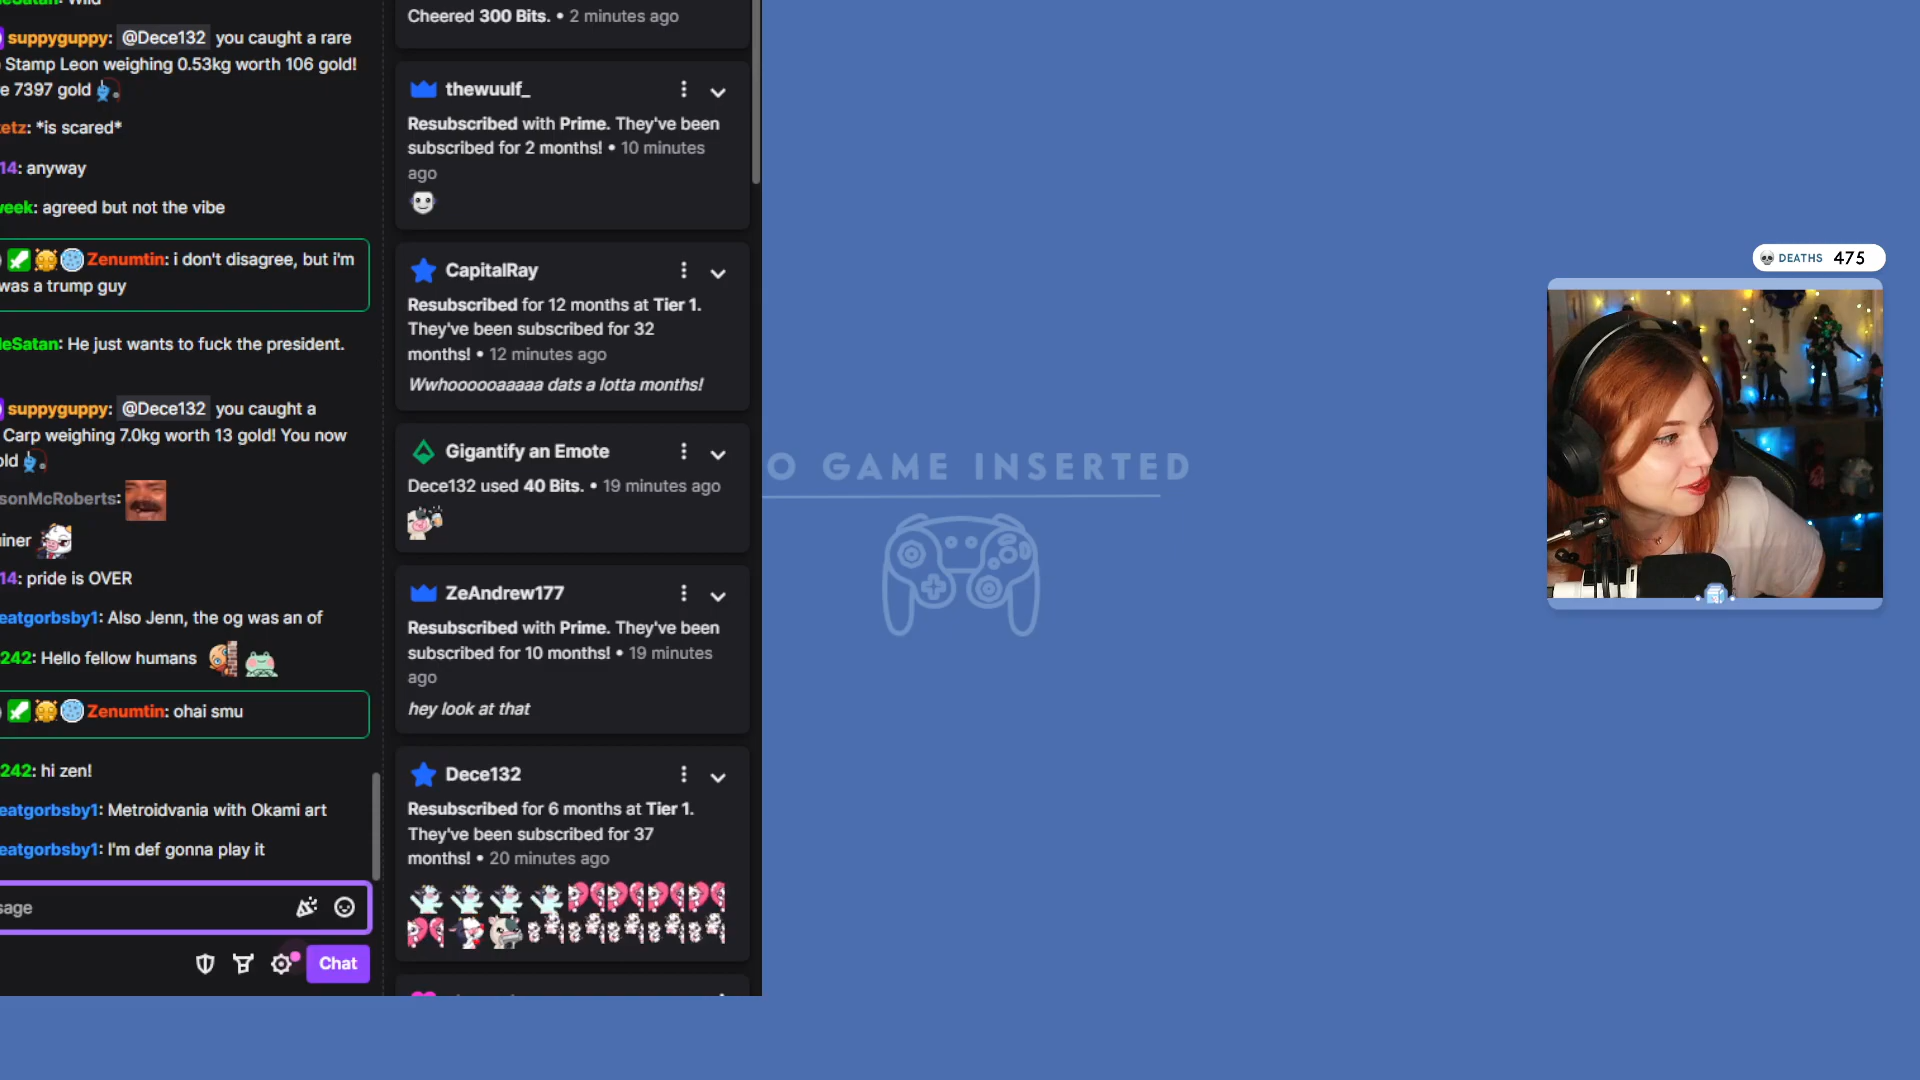 suppyguppy: @Dece132 you caught a rare
Stamp Leon weighing 0.53kg worth 106 gold!
7397 gold
etz: *is scared*
14: anyway
week: agreed but not the vibe
Zenumtin: i don't disagree, but i'm
was a trump guy
leSatan: He just wants to fuck the president.
suppyguppy: @Dece132 you caught a
Carp weighing 7.0kg worth 13 gold! You now
sonMcRoberts:
14: pride is OVER
eatgorbsby1: Also Jenn, the og was an of
242: Hello fellow humans
Zenumtin: ohai smu
242: hi zen!
eatgorbsby1: Metroidvania with Okami art
eatgorbsby1: I'm def gonna play it
Chat
Cheered 300 Bits. • 2 minutes ago
thewuulf_
Resubscribed with Prime. They've been
subscribed for 2 months! • 10 minutes
ago
CapitalRay
Resubscribed for 12 months at Tier 1.
They've been subscribed for 32
months! • 12 minutes ago
Wwhoooooaaaaa dats a lotta months!
Gigantify an Emote
Dece132 used 40 Bits. • 19 minutes ago
ZeAndrew177
Resubscribed with Prime. They've been
subscribed for 10 months! • 19 minutes
ago
hey look at that
Dece132
Resubscribed for 6 months at Tier 1.
They've been subscribed for 37
months! • 20 minutes ago
O GAME INSERTED
DEATHS 475